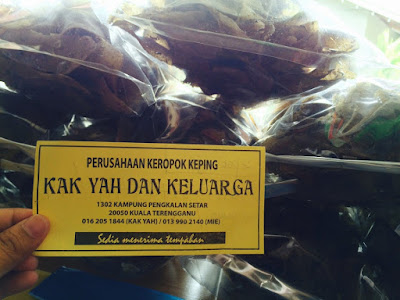 PERUSAHAAN KEROPOK KEPING
KAK YAH DAN KELUARGA
1302 KAMPUNG PENGKALAN SETAR
20050 KUALA TERENGGANU
016 205 1844 (KAK YAH) / 013 990 2140 (MIE)
Sedia menerima tempahan